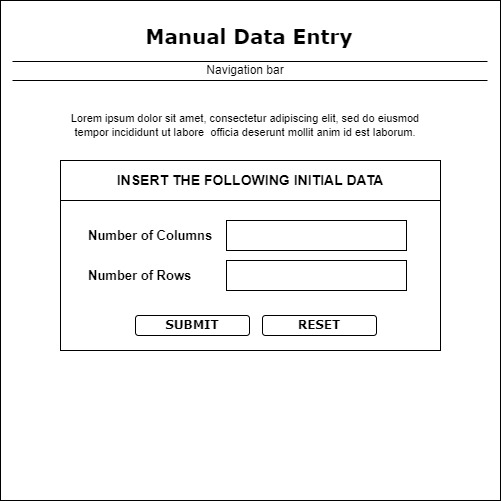 Manual Data Entry
Navigation bar
Lorem ipsum dolor sit amet, consectetur adipiscing elit, sed do eiusmod
tempor incididunt ut labore  officia deserunt mollit anim id est laborum.
INSERT THE FOLLOWING INITIAL DATA
Number of Columns
Number of Rows
SUBMIT RESET